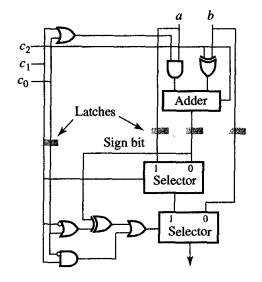 a b
c2
c1
c0
Adder
Latches
Sign bit
1 0
Selector
1 0
Selector